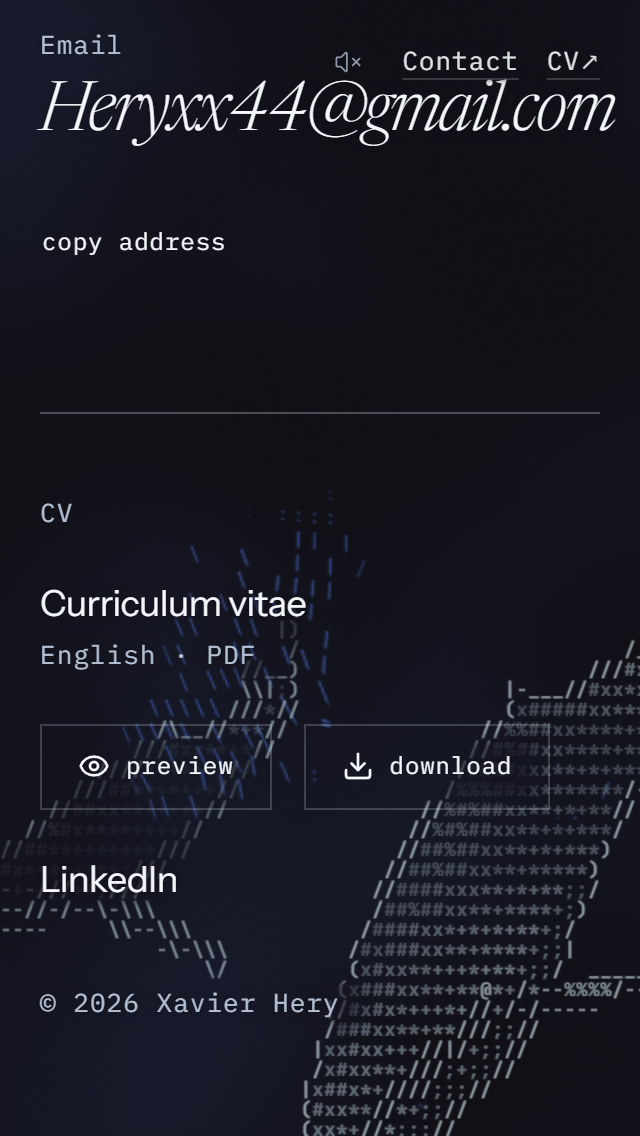 Email
Contact CV↗
Heryxx44@gmail.com
copy address
CV
Curriculum vitae
English · PDF
preview
download
LinkedIn
© 2026 Xavier Hery